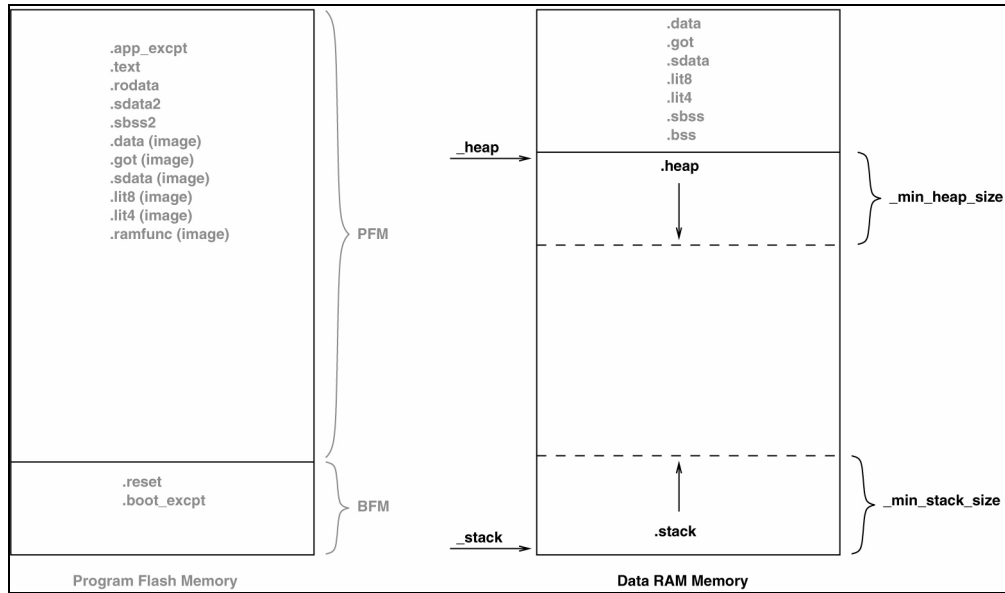 .app_excpt
.text
.rodata
.sdata2
.sbss2
.data (image)
.got (image)
.sdata (image)
.lit8 (image)
.lit4 (image)
.ramfunc (image)
PFM
.reset
.boot_excpt
BFM
Program Flash Memory
.data
.got
.sdata
.lit8
.lit4
.sbss
.bss
_heap
.heap
_min_heap_size
_min_stack_size
.stack
_stack
Data RAM Memory